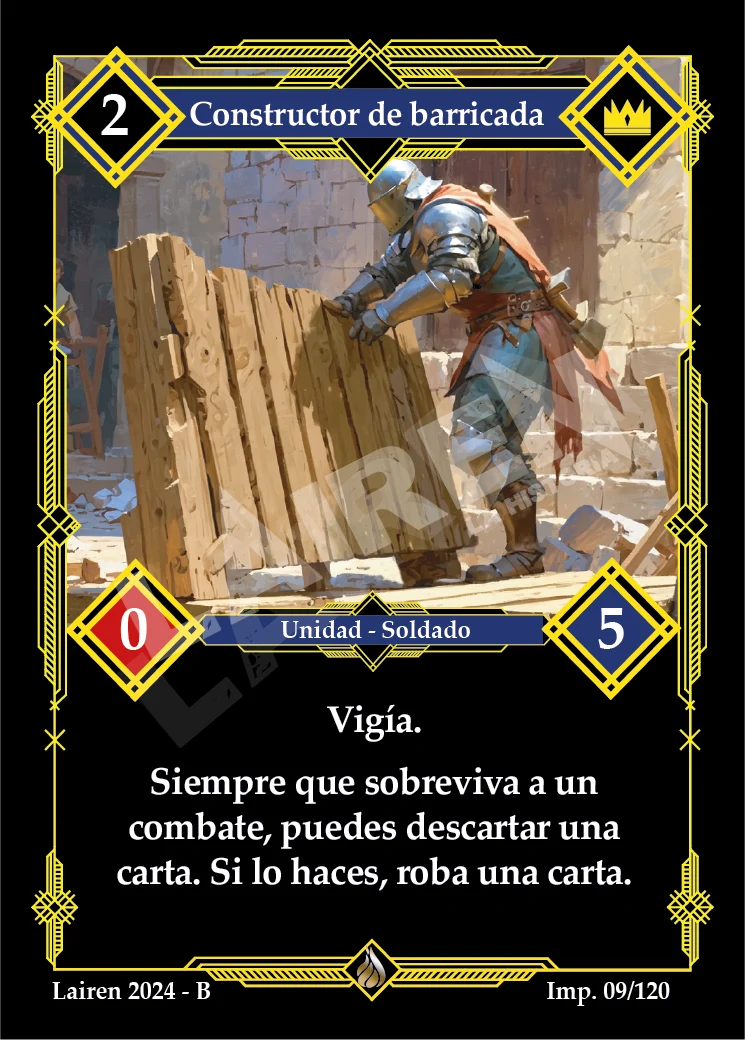 2
Constructor de barricada
LAIREN
0
Unidad - Soldado
5
Vigía.
Siempre que sobreviva a un
combate, puedes descartar una
carta. Si lo haces, roba una carta.
Lairen 2024 - B
Imp. 09/120